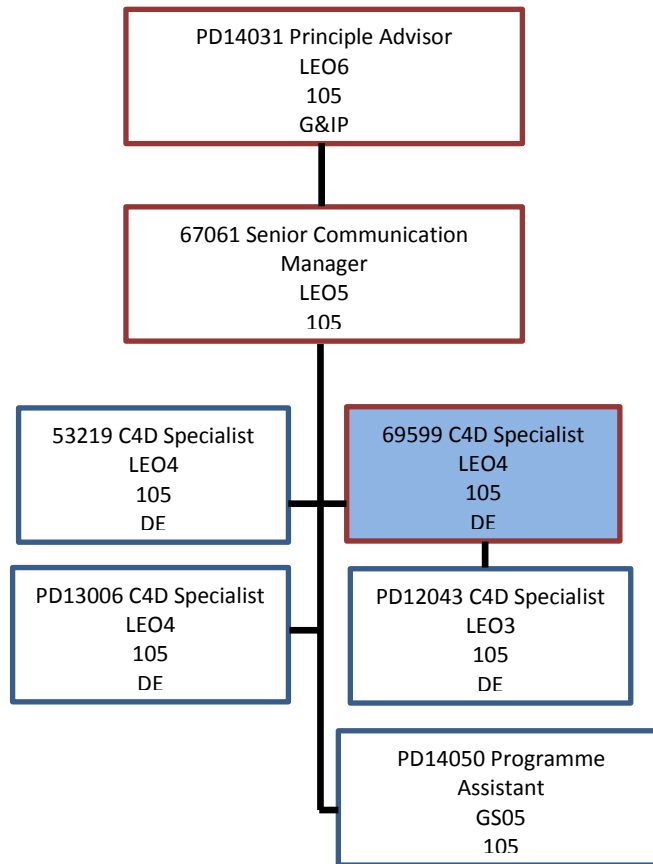 PD14031 Principle Advisor
LEO6
105
G&IP
67061 Senior Communication
Manager
LEO5
105
53219 C4D Specialist
LEO4
105
DE
69599 C4D Specialist
LEO4
105
DE
PD13006 C4D Specialist
LEO4
105
DE
PD12043 C4D Specialist
LEO3
105
DE
PD14050 Programme
Assistant
GS05
105